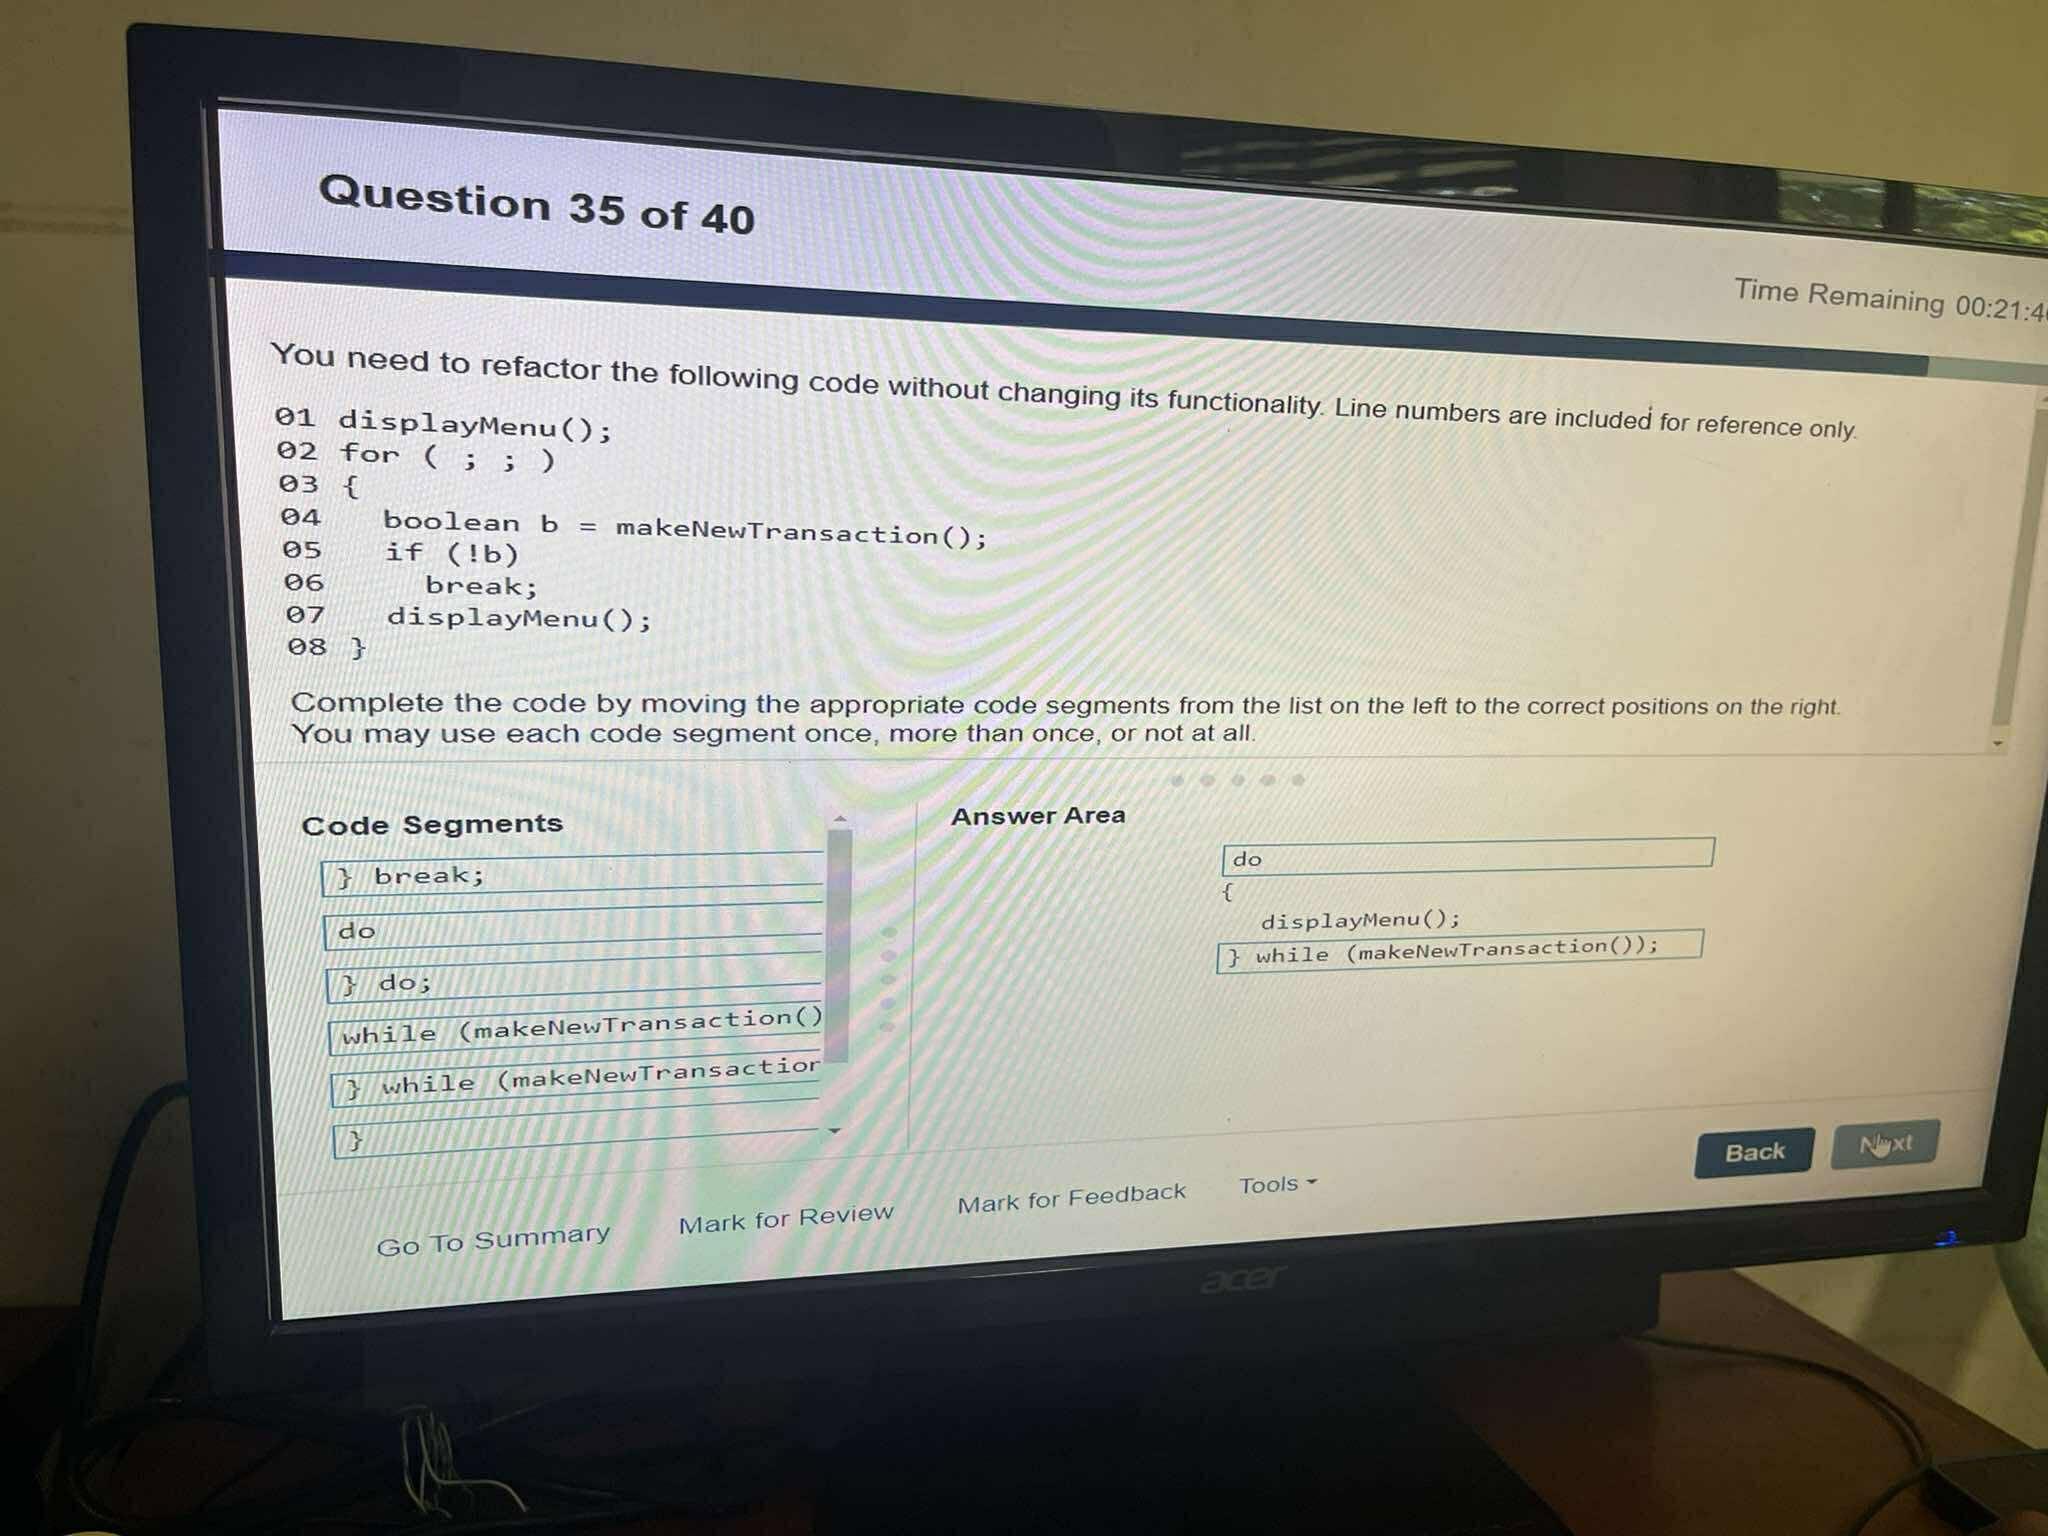 Question 35 of 40
Time Remaining 00:21:4
You need to refactor the following code without changing its functionality. Line numbers are included for reference only.
01 displayMenu();
02 for ( ; ; )
03 {
04 boolean b = makeNewTransaction();
05 if (!b)
06 break;
07 displayMenu();
08 }
Complete the code by moving the appropriate code segments from the list on the left to the correct positions on the right.
You may use each code segment once, more than once, or not at all.
Code Segments
} break;
do
} do;
while (makeNewTransaction()
} while (makeNewTransaction
}
Answer Area
do
{
displayMenu();
} while (makeNewTransaction());
Back
Next
Go To Summary
Mark for Review
Mark for Feedback
Tools
acer